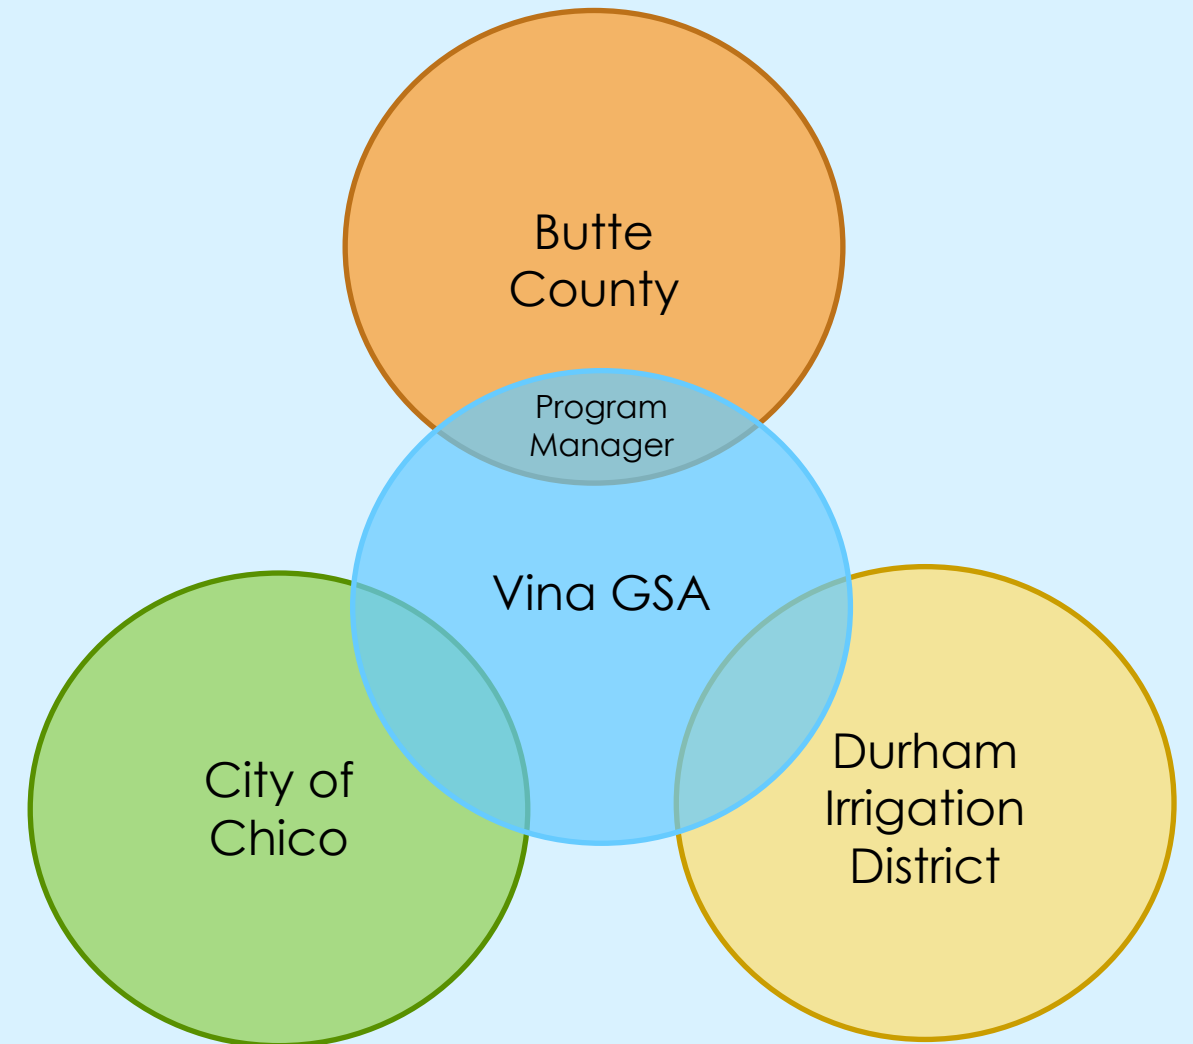 Butte
County
Program
Manager
Vina GSA
City of
Chico
Durham
Irrigation
District